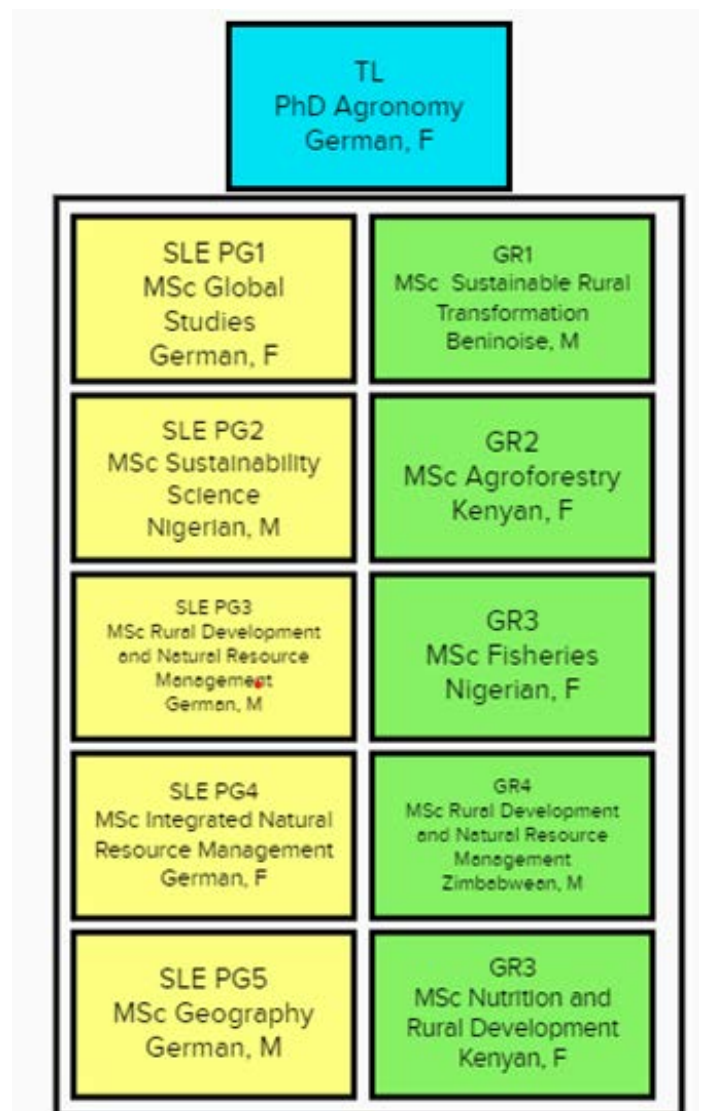 TL
PhD Agronomy
German, F
SLE PG1
MSc Global
Studies
German, F
GR1
MSc Sustainable Rural
Transformation
Beninoise, M
SLE PG2
MSc Sustainability
Science
Nigerian, M
GR2
MSc Agroforestry
Kenyan, F
SLE PG3
MSc Rural Development
and Natural Resource
Management
German, M
GR3
MSc Fisheries
Nigerian, F
SLE PG4
MSc Integrated Natural
Resource Management
German, F
GR4
MSc Rural Development
and Natural Resource
Management
Zimbabwean, M
SLE PG5
MSc Geography
German, M
GR3
MSc Nutrition and
Rural Development
Kenyan, F